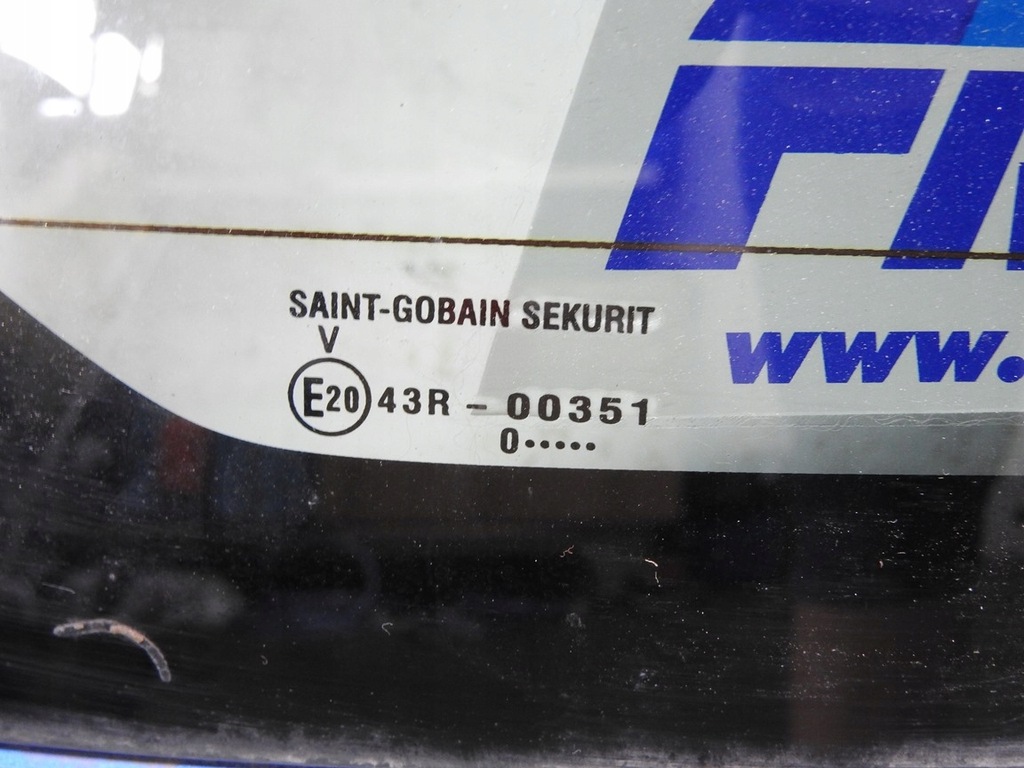 SAINT-GOBAIN SEKURIT
V
E20 43R - 00351
0·····
www.